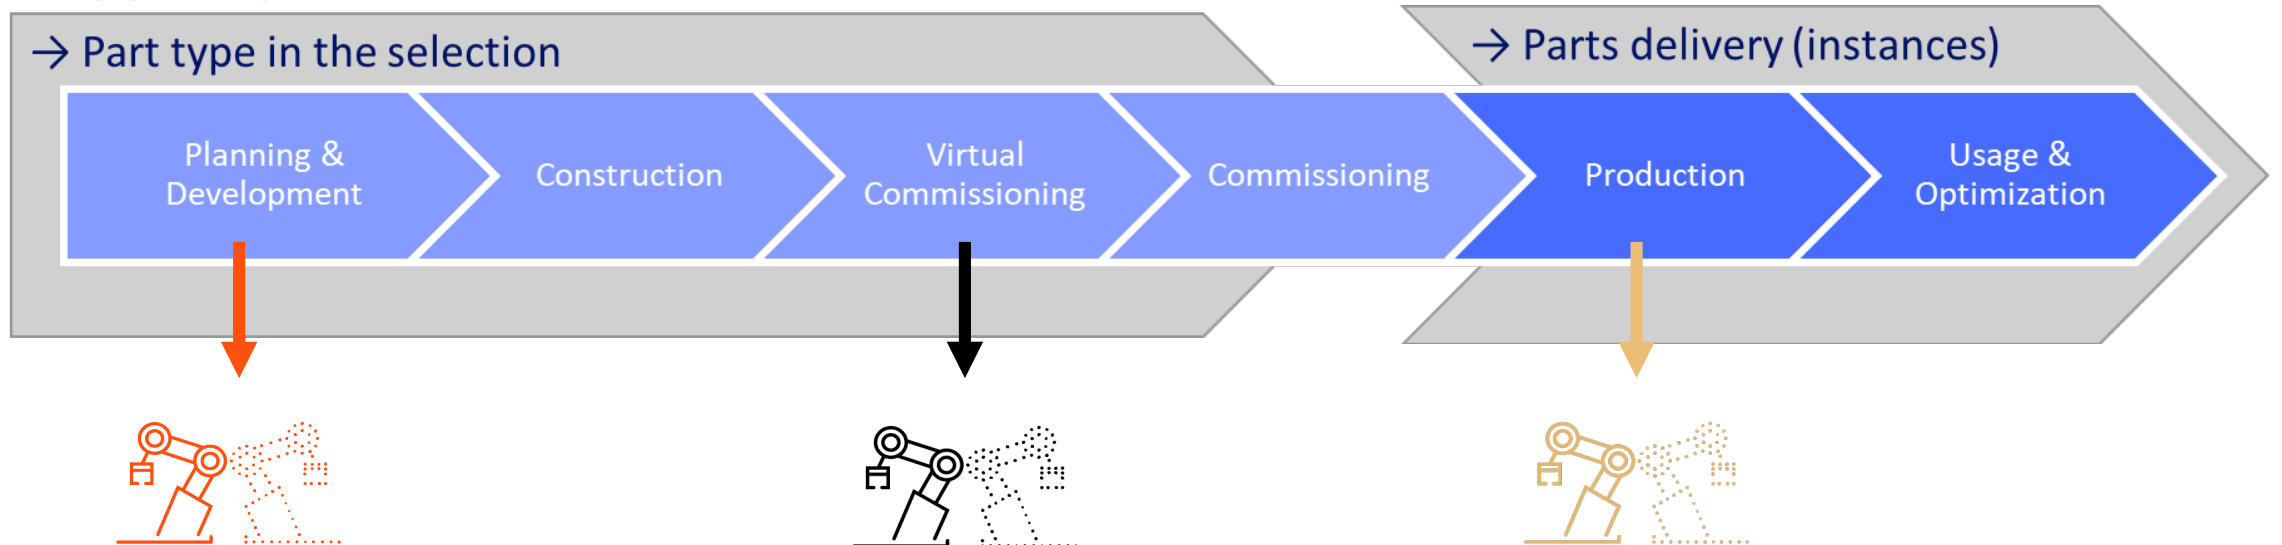 → Part type in the selection
→ Parts delivery (instances)
Planning &
Development
Construction
Virtual
Commissioning
Commissioning
Production
Usage &
Optimization